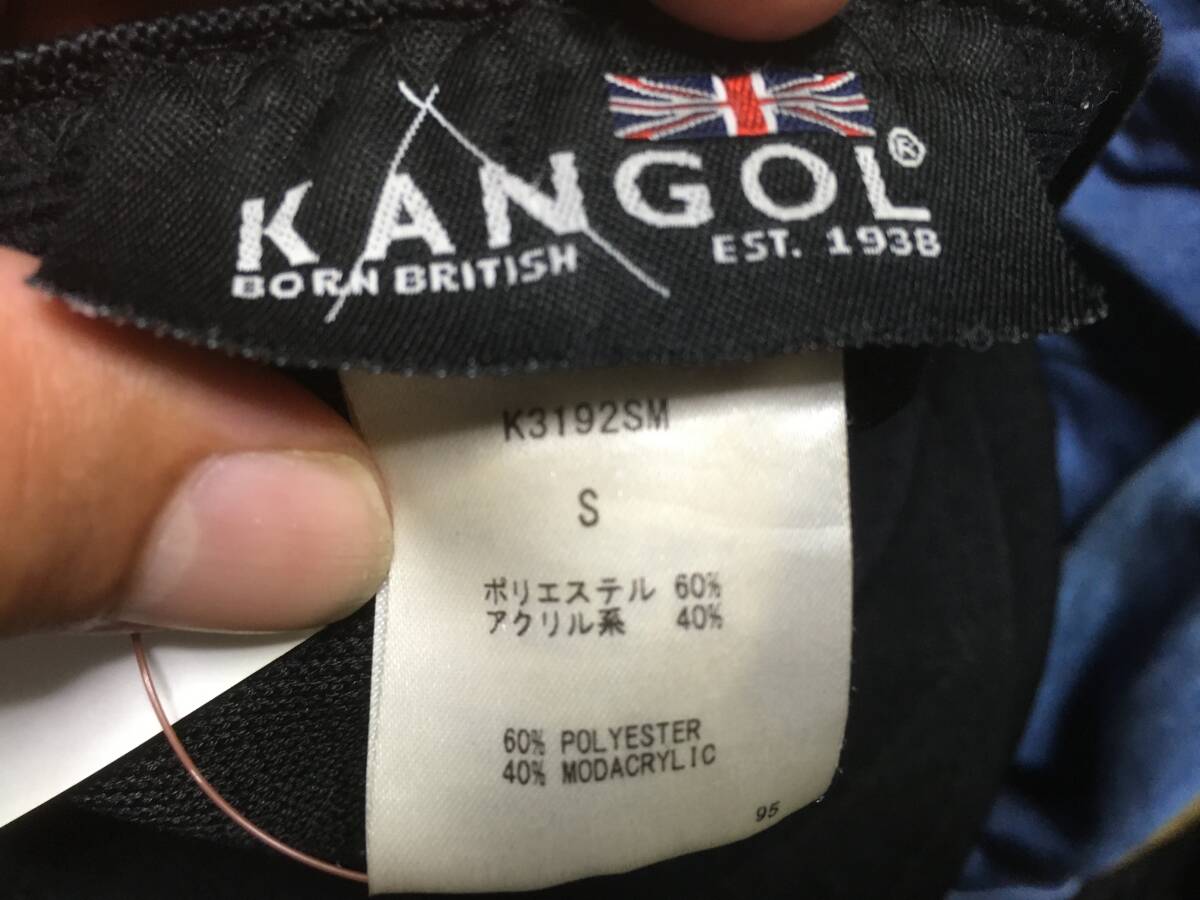 KANGOL®
BORN BRITISH EST. 1938
K3192SM
S
ポリエステル 60%
アクリル系 40%
60% POLYESTER
40% MODACRYLIC
95